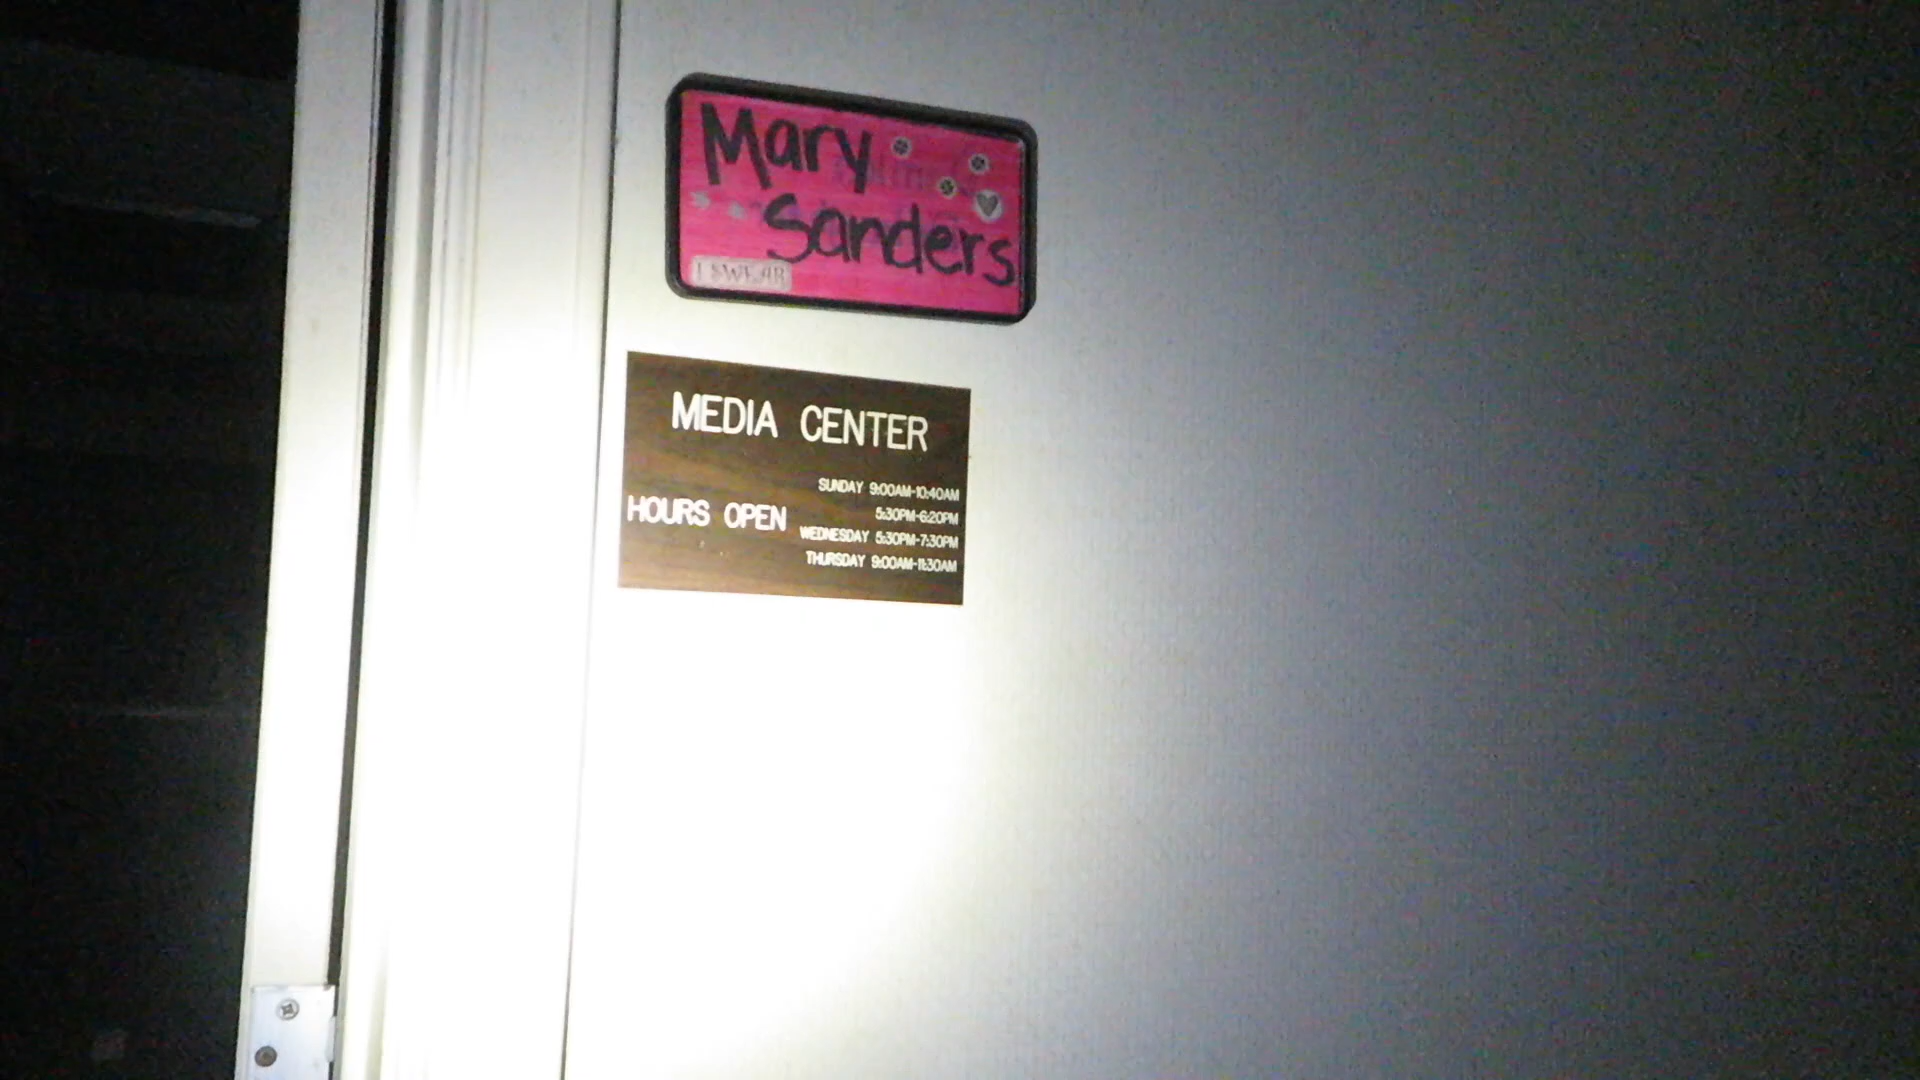 Mary
Sanders
I SWEAR
MEDIA CENTER
HOURS OPEN
SUNDAY 9:00AM-10:40AM
5:30PM-6:20PM
WEDNESDAY 5:30PM-7:30PM
THURSDAY 9:00AM-11:30AM